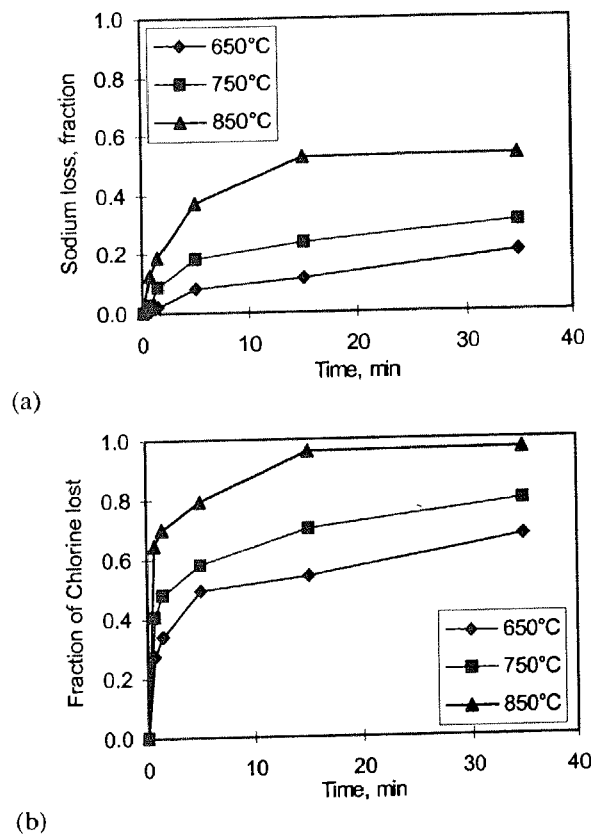 1.0
0.8
0.6
0.4
0.2
0.0
Sodium loss, fraction
650°C
750°C
850°C
0 10 20 30 40
Time, min
(a)
1.0
0.8
0.6
0.4
0.2
0.0
Fraction of Chlorine lost
650°C
750°C
850°C
0 10 20 30 40
Time, min
(b)